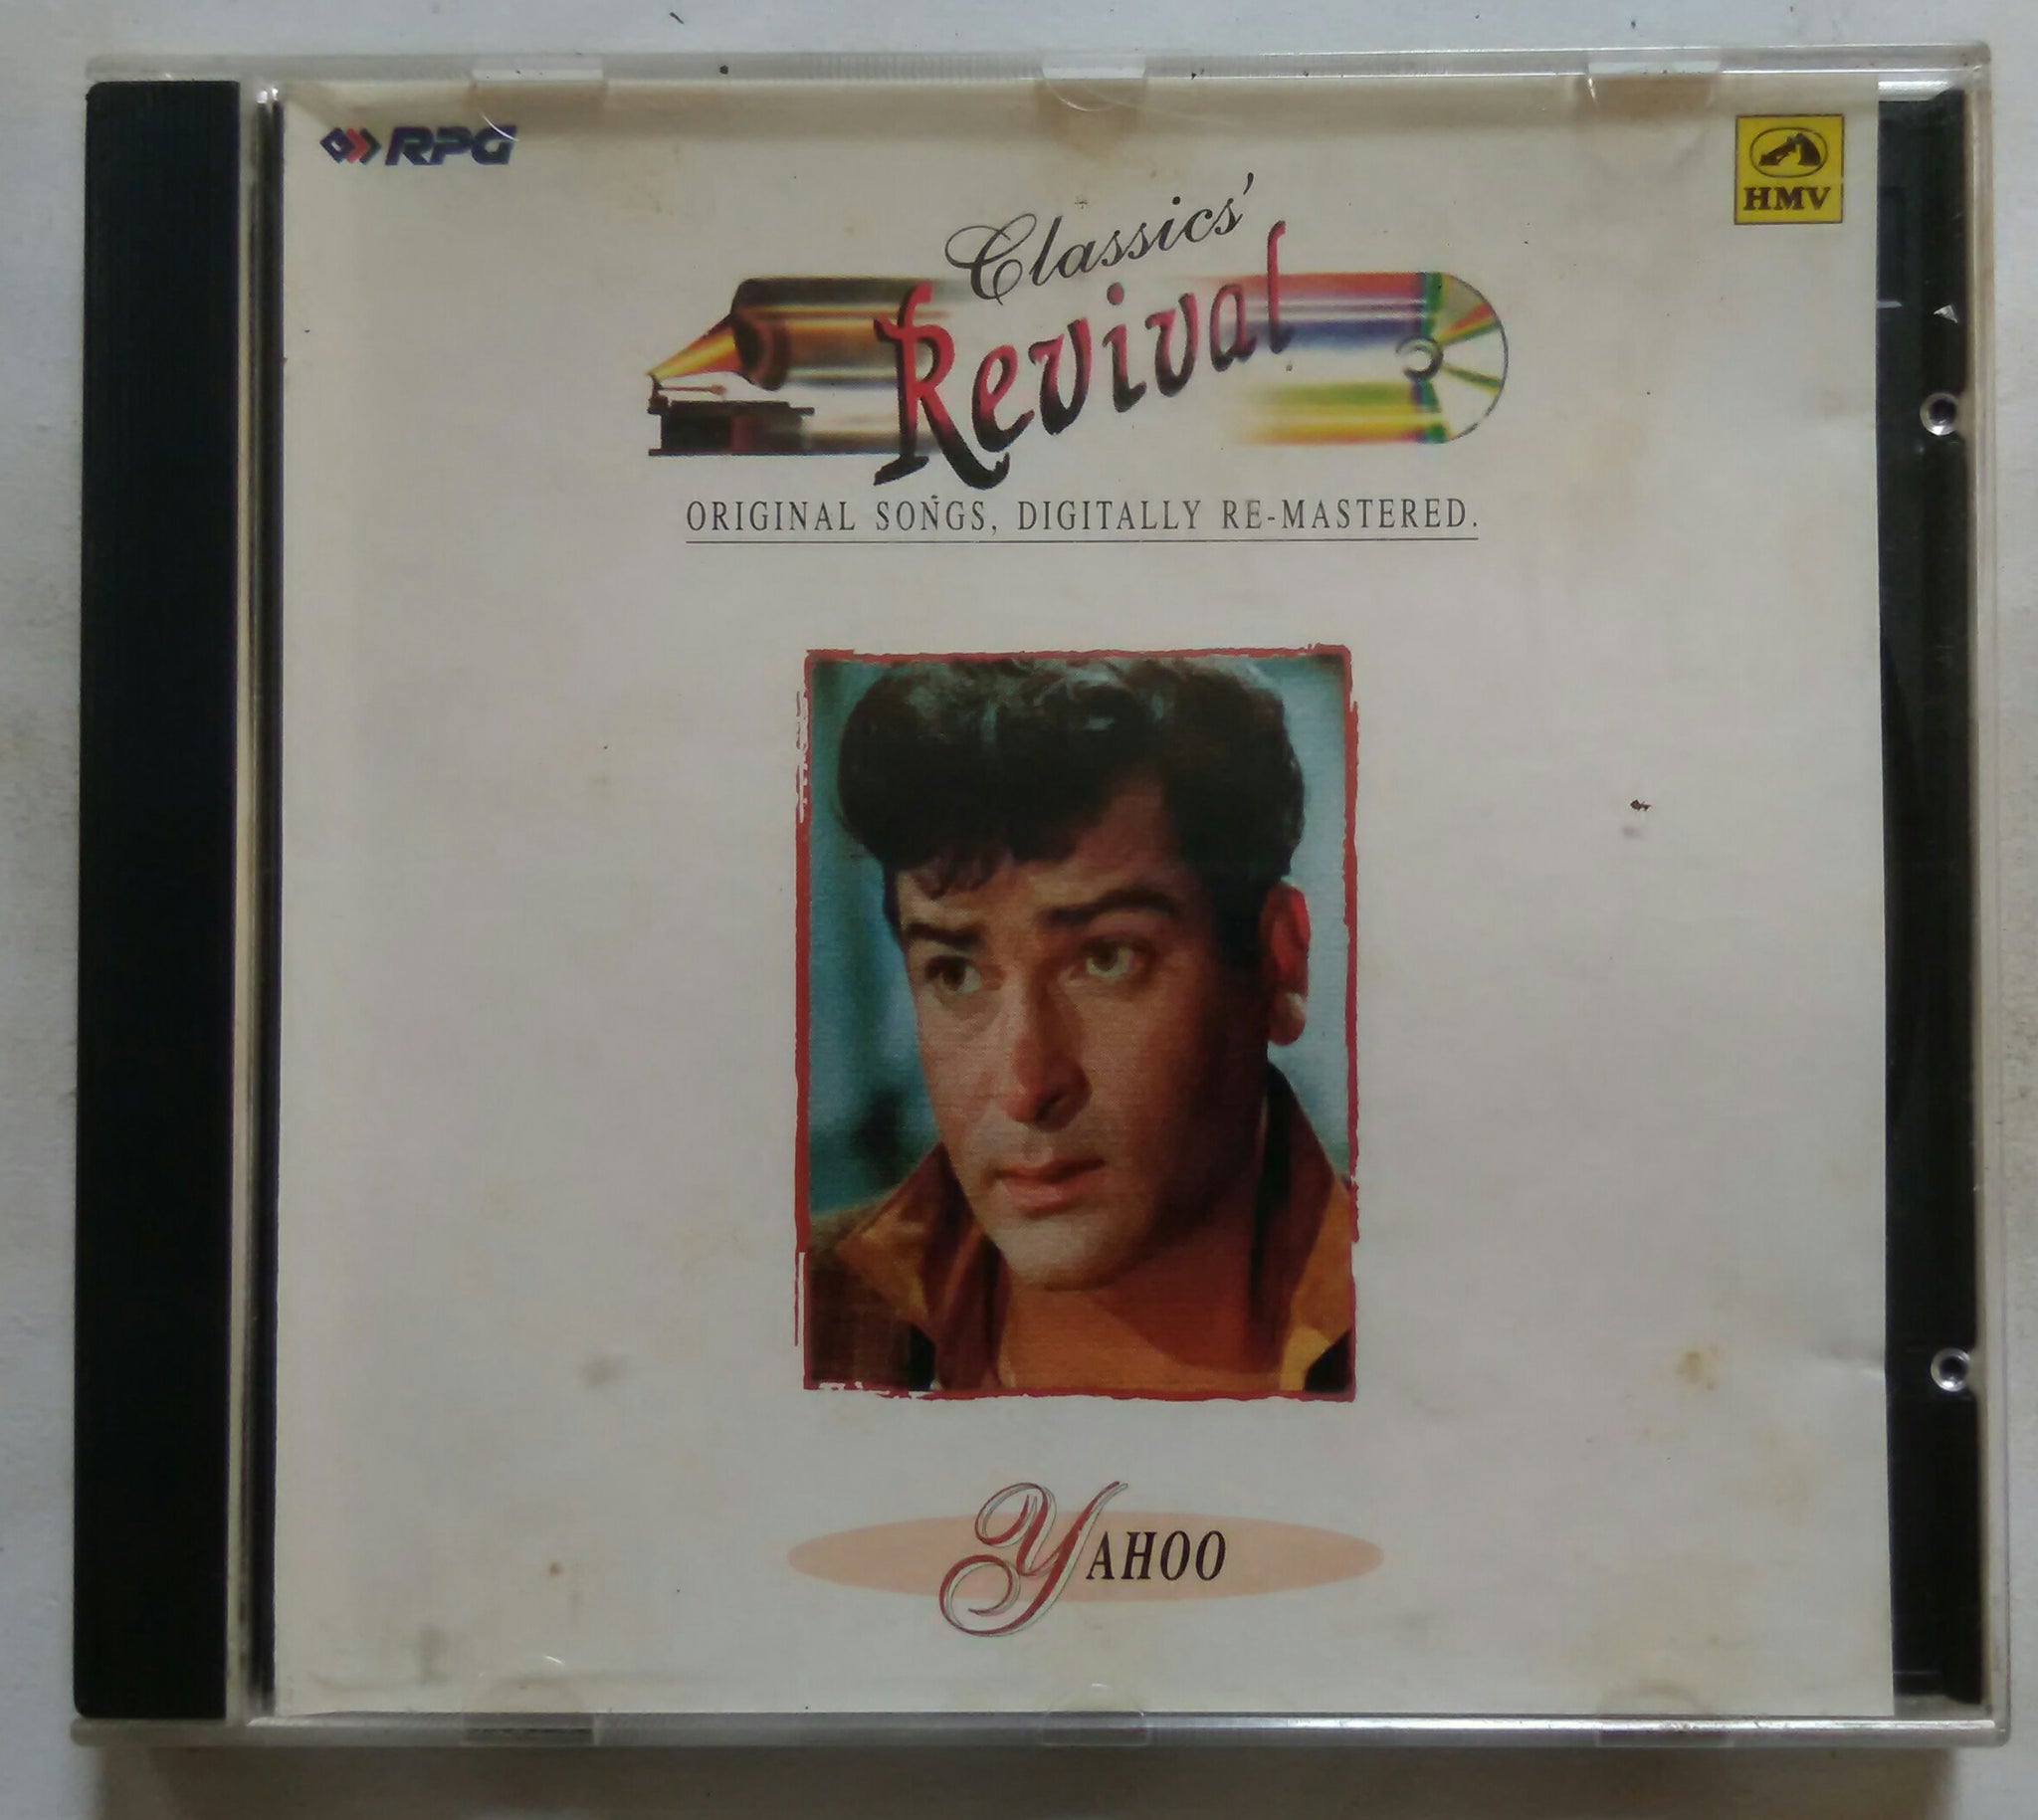 RPG
HMV
Classics'
Revival
ORIGINAL SONGS, DIGITALLY RE-MASTERED.
YAHOO